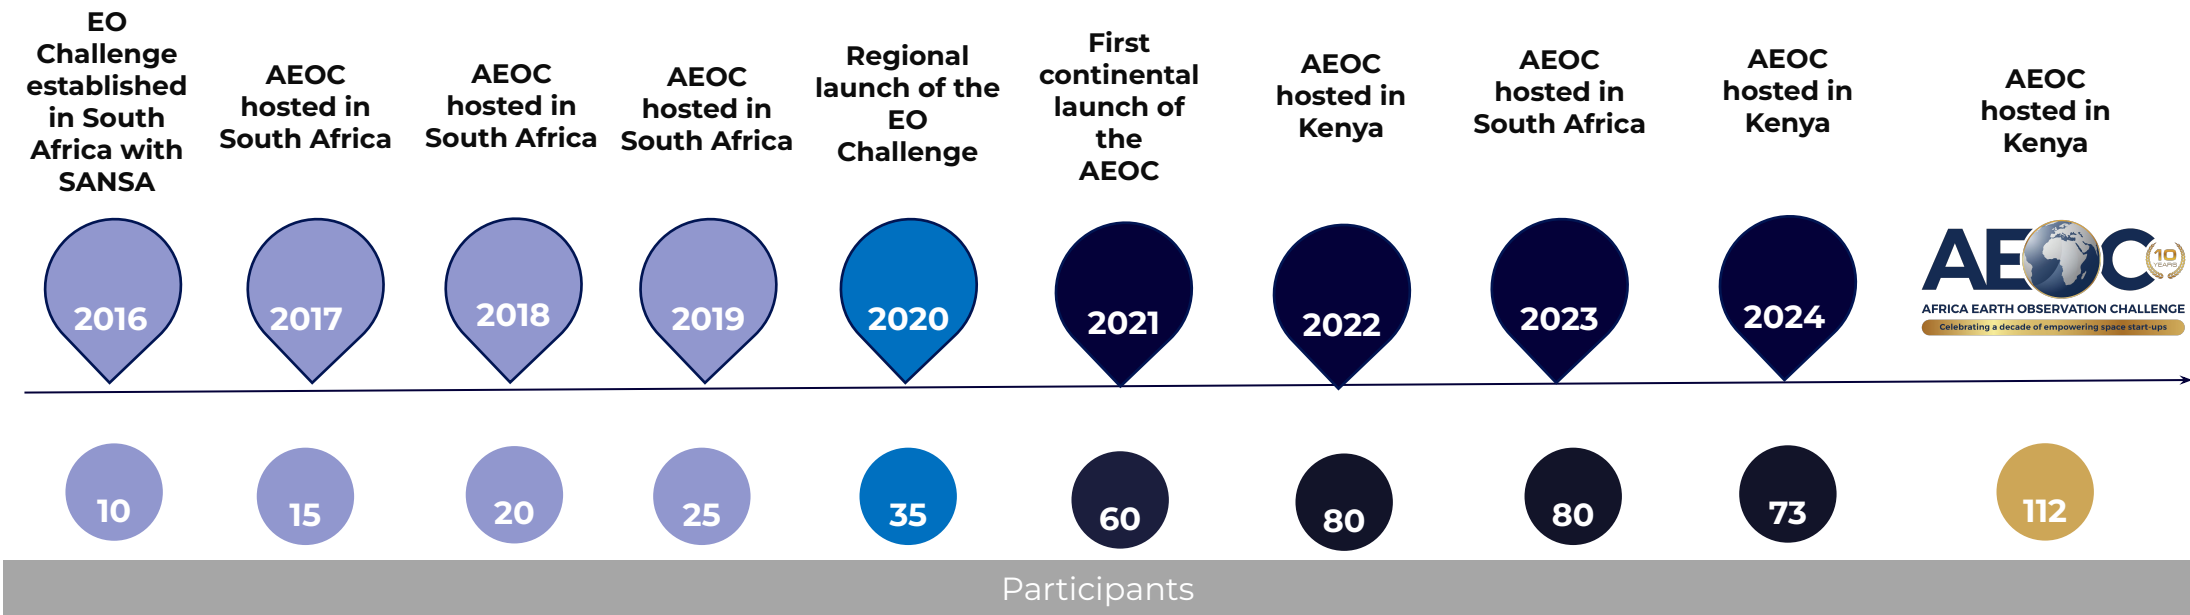 EO
Challenge
established
in South
Africa with
SANSA
AEOC
hosted in
South Africa
AEOC
hosted in
South Africa
AEOC
hosted in
South Africa
Regional
launch of the
EO
Challenge
First
continental
launch of
the
AEOC
AEOC
hosted in
Kenya
AEOC
hosted in
South Africa
AEOC
hosted in
Kenya
AEOC
hosted in
Kenya
2016
2017
2018
2019
2020
2021
2022
2023
2024
AEOC
10
YEARS
AFRICA EARTH OBSERVATION CHALLENGE
Celebrating a decade of empowering space start-ups
10
15
20
25
35
60
80
80
73
112
Participants